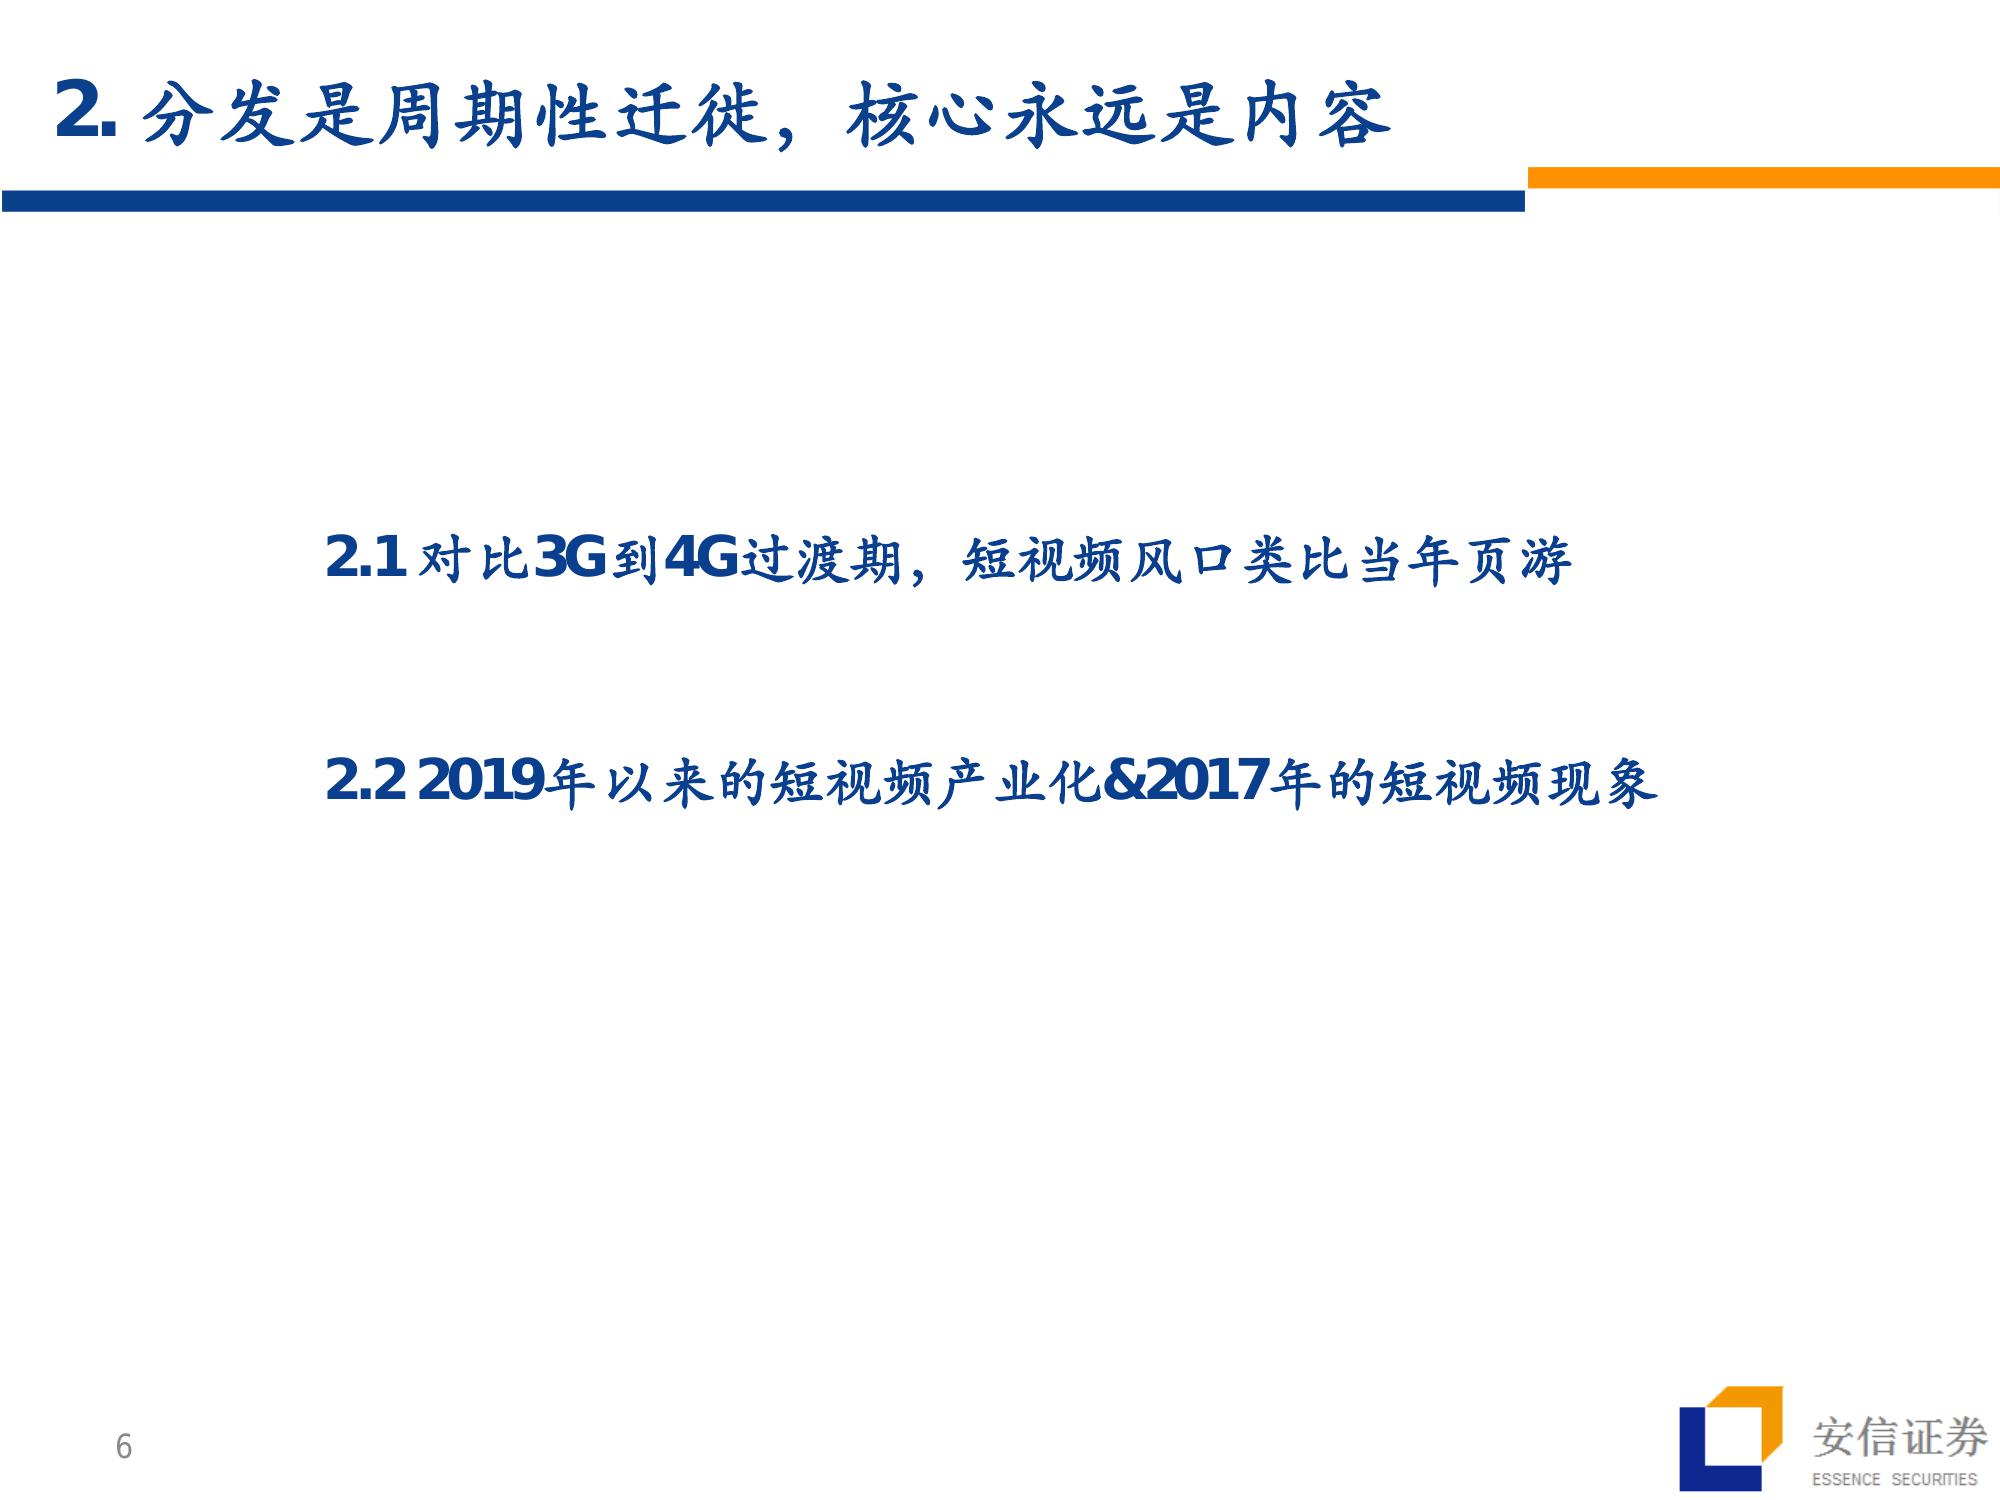 2. 分发是周期性迁徙，核心永远是内容
2.1 对比3G到4G过渡期，短视频风口类比当年页游
2.2 2019年以来的短视频产业化&2017年的短视频现象
6
安信证券
ESSENCE SECURITIES